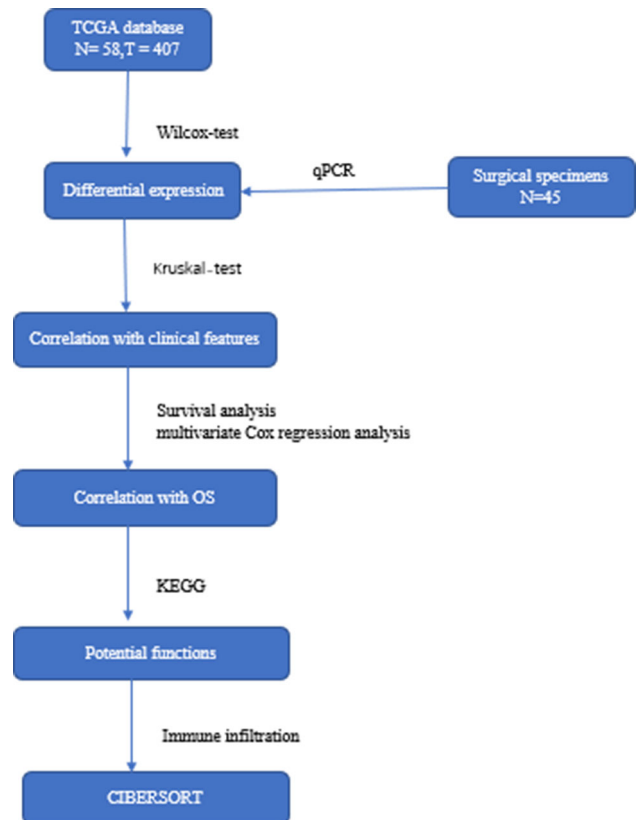 TCGA database
N= 58,T = 407
Wilcox-test
qPCR
Differential expression
Surgical specimens
N=45
Kruskal-test
Correlation with clinical features
Survival analysis
multivariate Cox regression analysis
Correlation with OS
KEGG
Potential functions
Immune infiltration
CIBERSORT